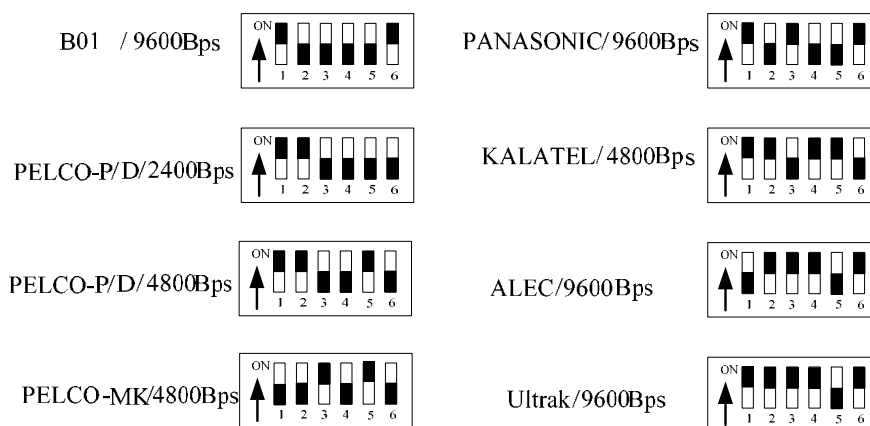 B01 / 9600Bps
ON
1 2 3 4 5 6
PANASONIC/9600Bps
ON
1 2 3 4 5 6
PELCO-P/D/2400Bps
ON
1 2 3 4 5 6
KALATEL/4800Bps
ON
1 2 3 4 5 6
PELCO-P/D/4800Bps
ON
1 2 3 4 5 6
ALEC/9600Bps
ON
1 2 3 4 5 6
PELCO-MK/4800Bps
ON
1 2 3 4 5 6
Ultrak/9600Bps
ON
1 2 3 4 5 6